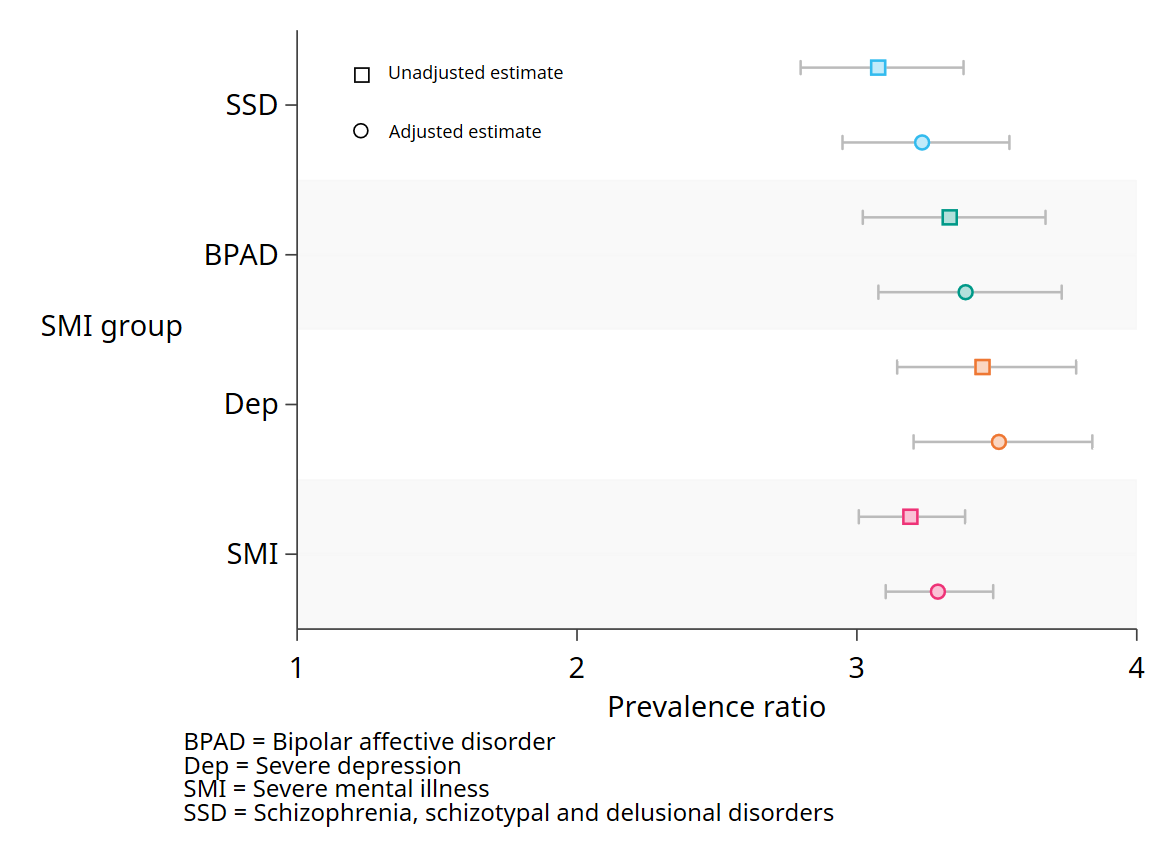 Unadjusted estimate
Adjusted estimate
SSD
BPAD
SMI group
Dep
SMI
1 2 3 4
Prevalence ratio
BPAD = Bipolar affective disorder
Dep = Severe depression
SMI = Severe mental illness
SSD = Schizophrenia, schizotypal and delusional disorders